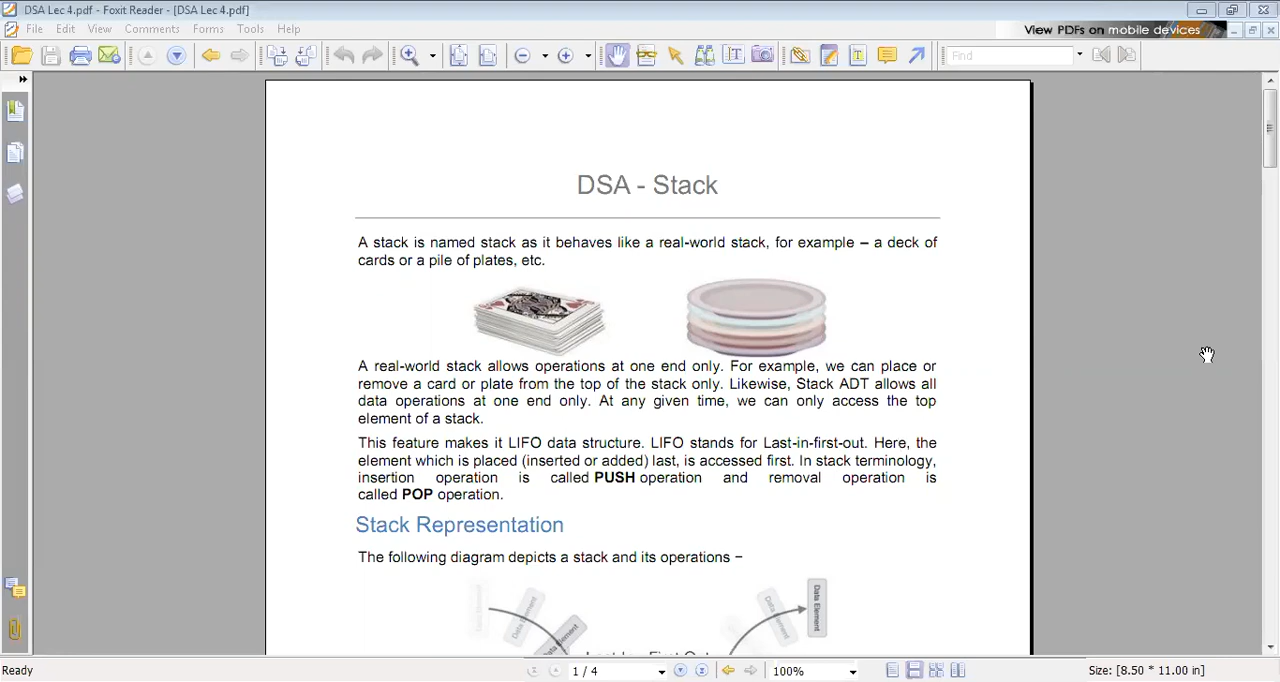 DSA Lec 4.pdf - Foxit Reader - [DSA Lec 4.pdf]
File Edit View Comments Forms Tools Help
View PDFs on mobile devices
Find
DSA - Stack
A stack is named stack as it behaves like a real-world stack, for example – a deck of
cards or a pile of plates, etc.
A real-world stack allows operations at one end only. For example, we can place or
remove a card or plate from the top of the stack only. Likewise, Stack ADT allows all
data operations at one end only. At any given time, we can only access the top
element of a stack.
This feature makes it LIFO data structure. LIFO stands for Last-in-first-out. Here, the
element which is placed (inserted or added) last, is accessed first. In stack terminology,
insertion operation is called PUSH operation and removal operation is
called POP operation.
Stack Representation
The following diagram depicts a stack and its operations –
Data Element
Data Element
Data Element
Data Element
Ready
1 / 4
100%
Size: [8.50 * 11.00 in]